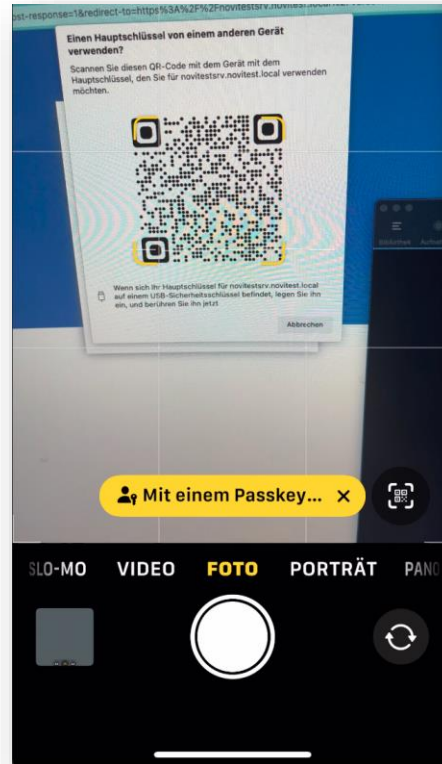 ost-response=1&redirect-to=https%3A%2F%2Fnovitestsrv.novitest.local
Einen Hauptschlüssel von einem anderen Gerät
verwenden?
Scannen Sie diesen QR-Code mit dem Gerät mit dem
Hauptschlüssel, den Sie für novitestsrv.novitest.local verwenden
möchten.
Bibliothek
Wenn sich Ihr Hauptschlüssel für novitestsrv.novitest.local
auf einem USB-Sicherheitsschlüssel befindet, legen Sie ihn
ein, und berühren Sie ihn jetzt
Abbrechen
Mit einem Passkey...
SLO-MO VIDEO FOTO PORTRÄT PANO